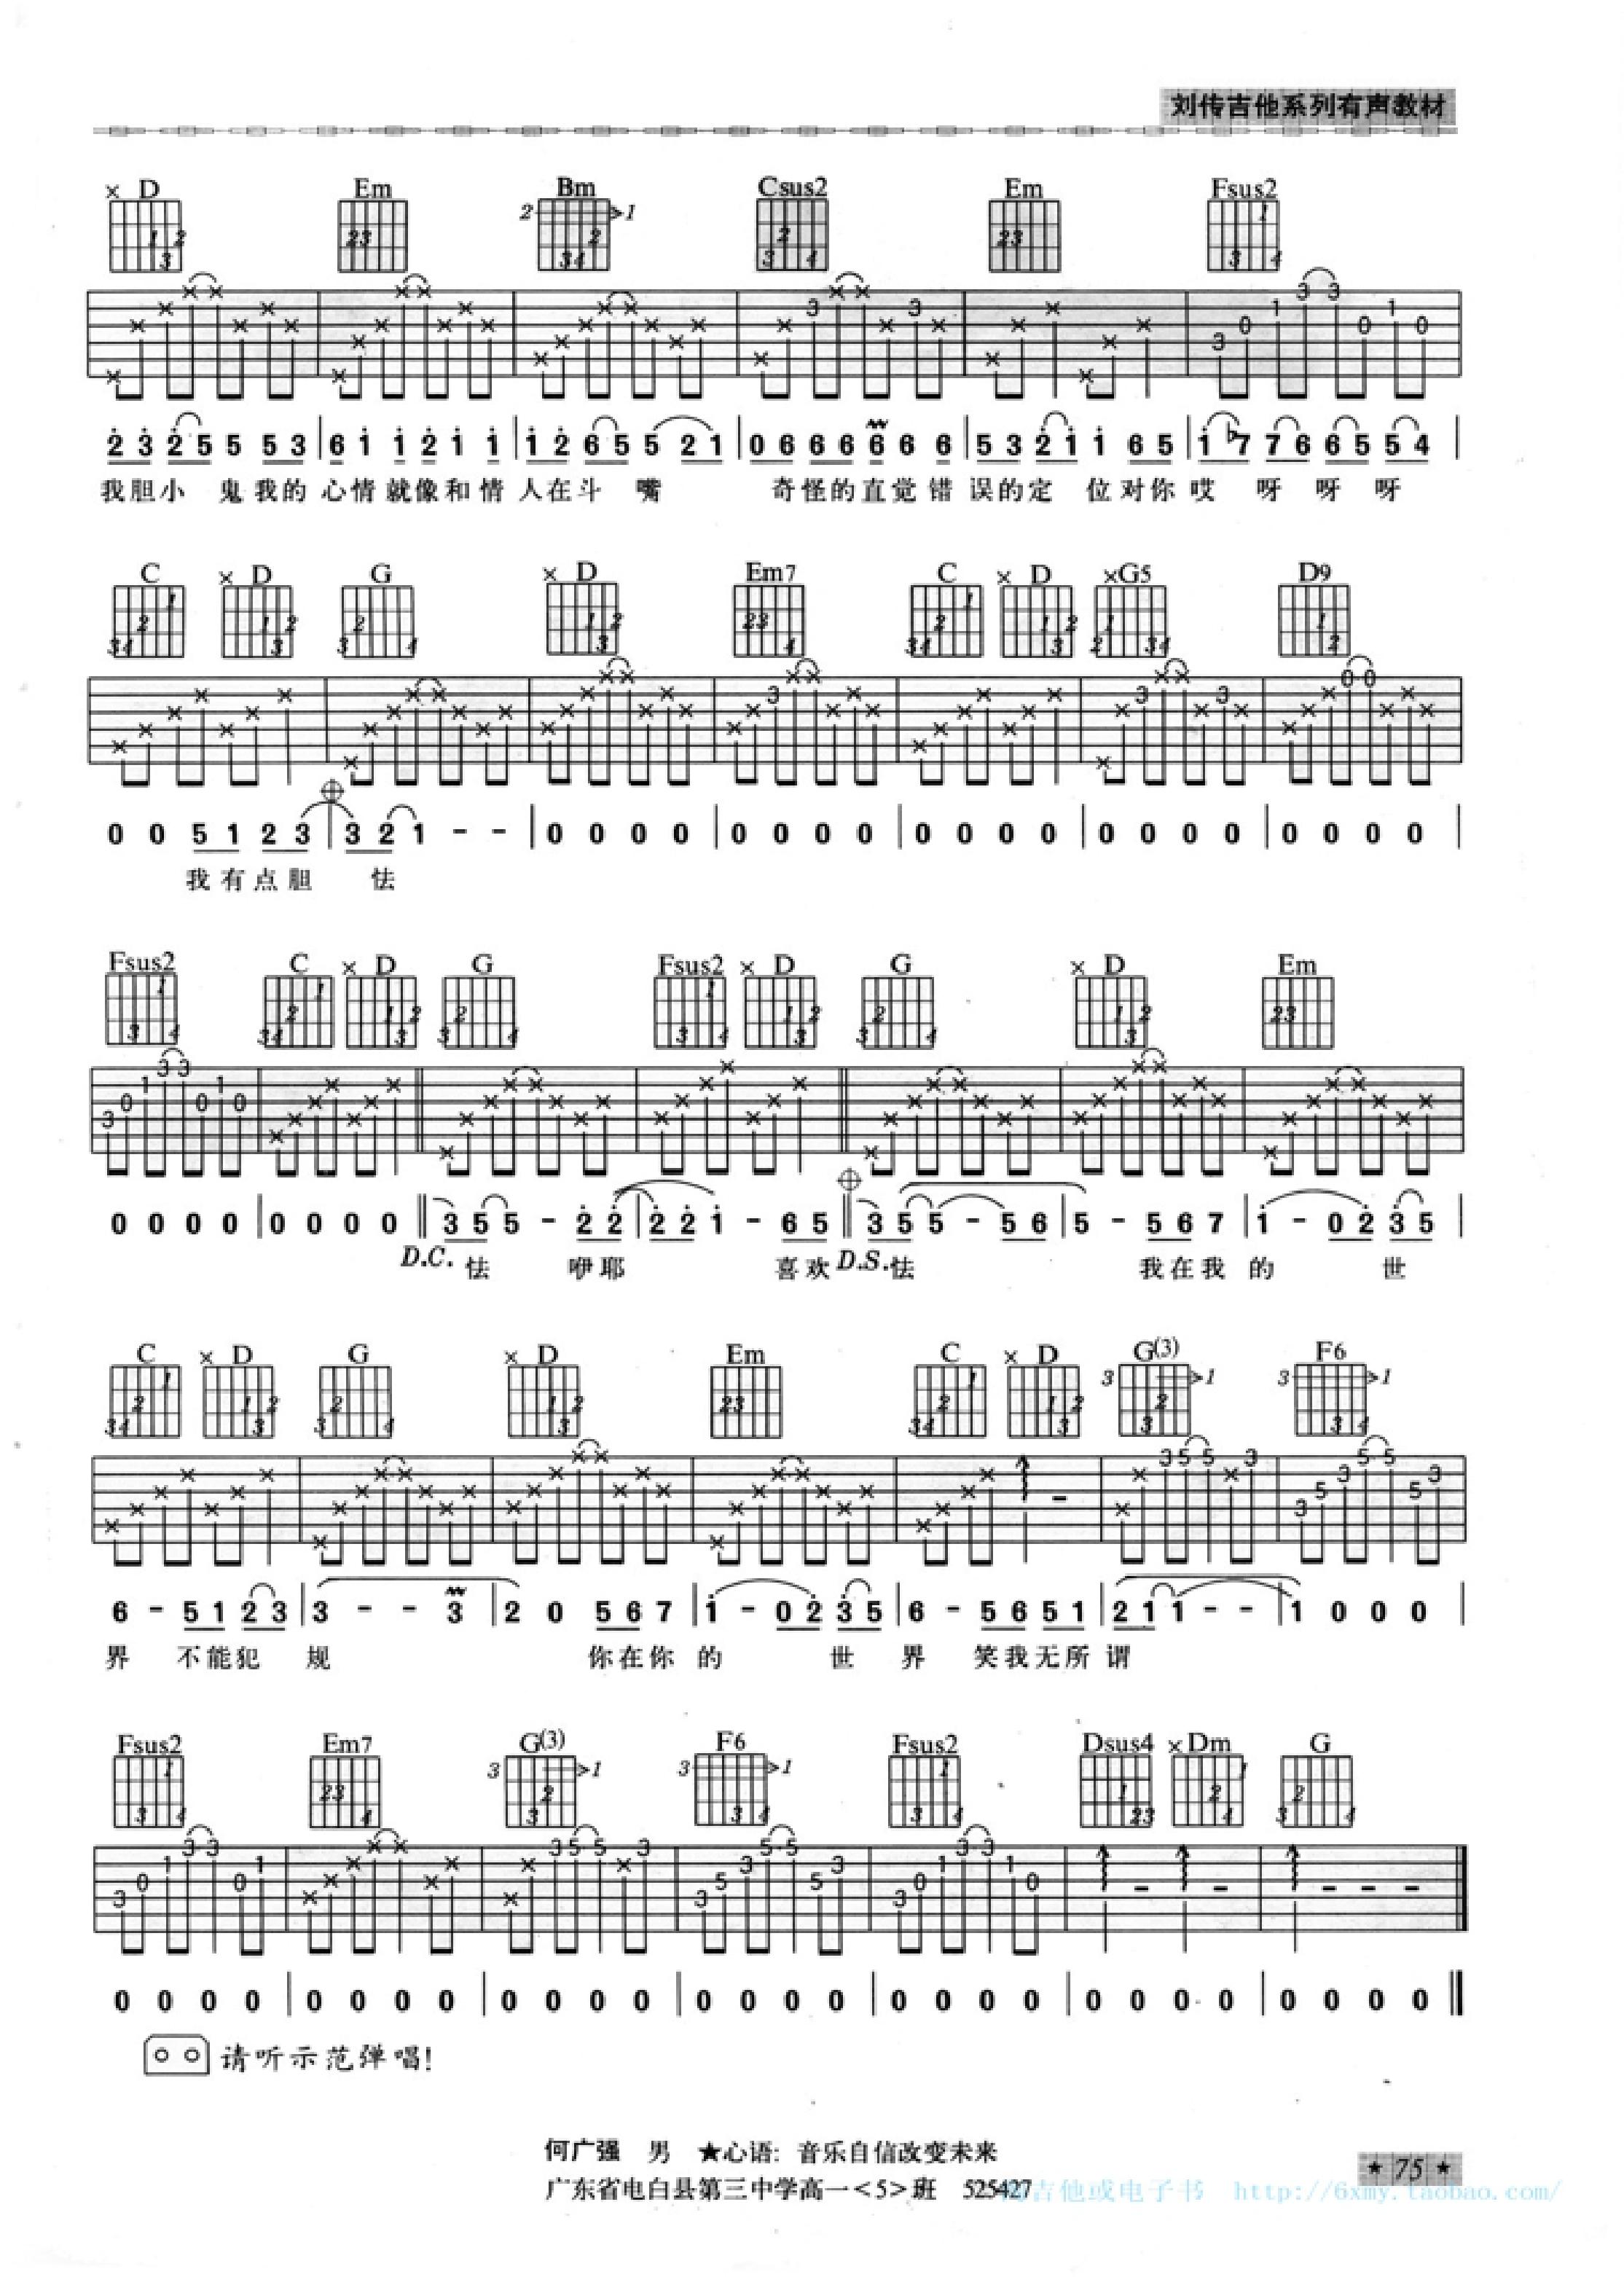 刘传吉他系列有声教材
× D Em Bm Csus2 Em Fsus2
2 3 2 5 5 5 3 | 6 1 1 2 1 1 | 1 2 6 5 5 2 1 | 0 6 6 6 6 6 6 | 5 3 2 1 1 6 5 | 1 ♭7 7 6 6 5 5 4 |
我胆小 鬼我的 心情就像和情 人在斗 嘴 奇怪的直觉错 误的定 位对你 哎 呀 呀 呀
C × D G × D Em7 C × D ×G5 D9
0 0 5 1 2 3 | 3 2 1 - - | 0 0 0 0 | 0 0 0 0 | 0 0 0 0 | 0 0 0 0 | 0 0 0 0 |
我有点胆 怯
Fsus2 C × D G Fsus2 × D G × D Em
0 0 0 0 | 0 0 0 0 ‖ 3 5 5 - 2 2 | 2 2 1 - 6 5 ‖ 3 5 5 - 5 6 | 5 - 5 6 7 | 1 - 0 2 3 5 |
D.C. 怯 咿耶 喜欢 D.S. 怯 我在我 的 世
C × D G × D Em C × D G(3) F6
6 - 5 1 2 3 | 3 - - 3 | 2 0 5 6 7 | 1 - 0 2 3 5 | 6 - 5 6 5 1 | 2 1 1 - - | 1 0 0 0 |
界 不能犯 规 你在你 的 世 界 笑我无所 谓
Fsus2 Em7 G(3) F6 Fsus2 Dsus4 × Dm G
0 0 0 0 | 0 0 0 0 | 0 0 0 0 | 0 0 0 0 | 0 0 0 0 | 0 0 0 0 | 0 0 0 0 ‖
请听示范弹唱!
何广强 男 ★心语: 音乐自信改变未来
广东省电白县第三中学高一<5>班 525427
吉他或电子书 http://6xmy.taobao.com/
★ 75 ★